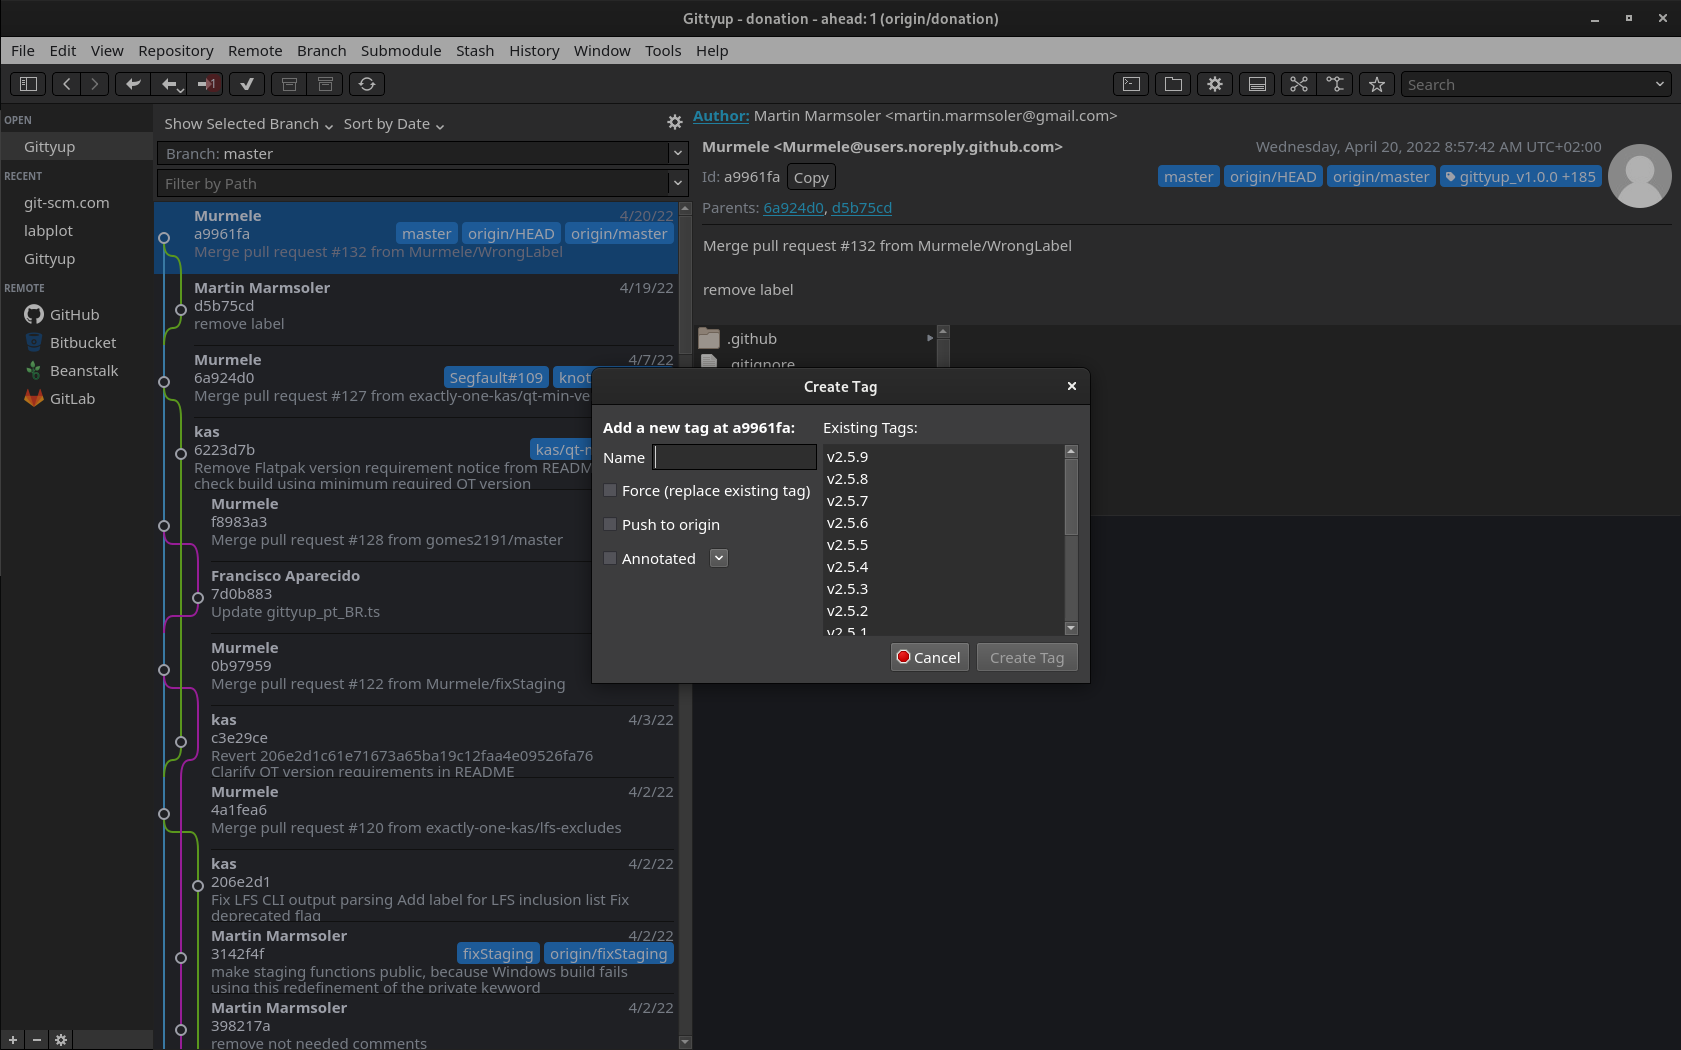 Gittyup - donation - ahead: 1 (origin/donation)
File Edit View Repository Remote Branch Submodule Stash History Window Tools Help
1
Search
OPEN
Gittyup
RECENT
git-scm.com
labplot
Gittyup
REMOTE
GitHub
Bitbucket
Beanstalk
GitLab
Show Selected Branch Sort by Date
Branch: master
Filter by Path
Murmele 4/20/22
a9961fa master origin/HEAD origin/master
Merge pull request #132 from Murmele/WrongLabel
Martin Marmsoler 4/19/22
d5b75cd
remove label
Murmele 4/7/22
6a924d0 Segfault#109 knot
Merge pull request #127 from exactly-one-kas/qt-min-ve
kas
6223d7b kas/qt-
Remove Flatpak version requirement notice from READM
check build using minimum required QT version
Murmele
f8983a3
Merge pull request #128 from gomes2191/master
Francisco Aparecido
7d0b883
Update gittyup_pt_BR.ts
Murmele
0b97959
Merge pull request #122 from Murmele/fixStaging
kas 4/3/22
c3e29ce
Revert 206e2d1c61e71673a65ba19c12faa4e09526fa76
Clarify QT version requirements in README
Murmele 4/2/22
4a1fea6
Merge pull request #120 from exactly-one-kas/lfs-excludes
kas 4/2/22
206e2d1
Fix LFS CLI output parsing Add label for LFS inclusion list Fix
deprecated flag
Martin Marmsoler 4/2/22
3142f4f fixStaging origin/fixStaging
make staging functions public, because Windows build fails
using this redefinement of the private keyword
Martin Marmsoler 4/2/22
398217a
remove not needed comments
Author: Martin Marmsoler <martin.marmsoler@gmail.com>
Murmele <Murmele@users.noreply.github.com> Wednesday, April 20, 2022 8:57:42 AM UTC+02:00
Id: a9961fa Copy master origin/HEAD origin/master gittyup_v1.0.0 +185
Parents: 6a924d0, d5b75cd
Merge pull request #132 from Murmele/WrongLabel
remove label
.github
.gitignore
Create Tag
Add a new tag at a9961fa:
Name
Force (replace existing tag)
Push to origin
Annotated
Existing Tags:
v2.5.9
v2.5.8
v2.5.7
v2.5.6
v2.5.5
v2.5.4
v2.5.3
v2.5.2
v2.5.1
Cancel Create Tag